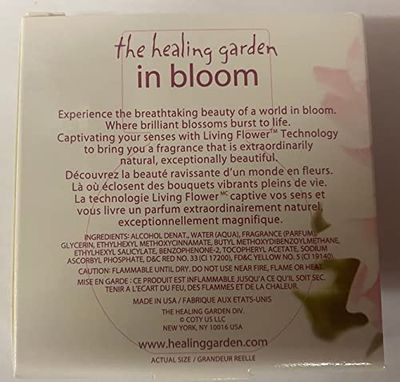 the healing garden
in bloom
Experience the breathtaking beauty of a world in bloom.
Where brilliant blossoms burst to life.
Captivating your senses with Living Flower™ Technology
to bring you a fragrance that is extraordinarily
natural, exceptionally beautiful.
Découvrez la beauté ravissante d'un monde en fleurs.
Là où éclosent des bouquets vibrants pleins de vie.
La technologie Living Flower MC captive vos sens et
vous livre un parfum extraordinairement naturel,
exceptionnellement magnifique.
INGREDIENTS: ALCOHOL DENAT., WATER (AQUA), FRAGRANCE (PARFUM),
GLYCERIN, ETHYLHEXYL METHOXYCINNAMATE, BUTYL METHOXYDIBENZOYLMETHANE,
ETHYLHEXYL SALICYLATE, BENZOPHENONE-2, TOCOPHERYL ACETATE, SODIUM
ASCORBYL PHOSPHATE, D&C RED NO. 33 (CI 17200), FD&C YELLOW NO. 5 (CI 19140).
CAUTION: FLAMMABLE UNTIL DRY. DO NOT USE NEAR FIRE, FLAME OR HEAT.
MISE EN GARDE : CE PRODUIT EST INFLAMMABLE JUSQU'A CE QU'IL SOIT SEC.
TENIR A L'ÉCART DU FEU, DES FLAMMES ET DE LA CHALEUR.
MADE IN USA / FABRIQUE AUX ETATS-UNIS
THE HEALING GARDEN DIV.
© COTY US LLC
NEW YORK, NY 10016 USA
www.healinggarden.com
ACTUAL SIZE / GRANDEUR REELLE